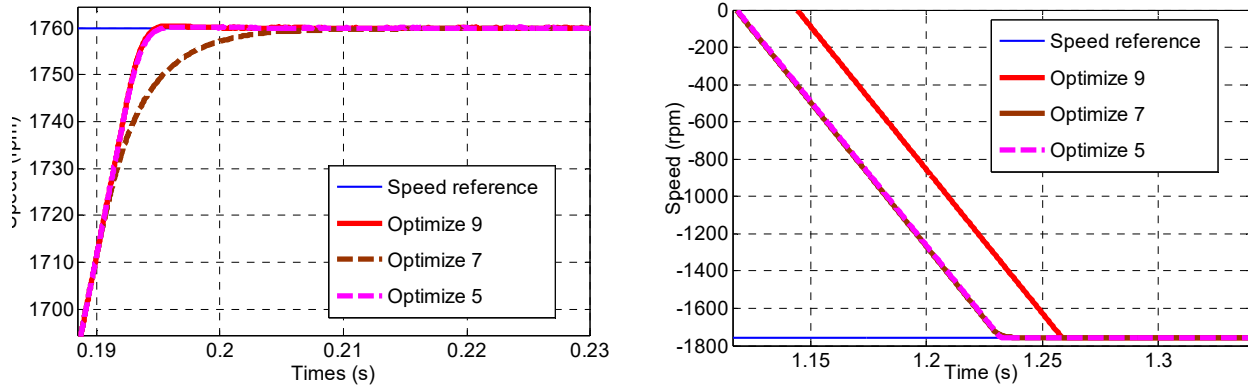 1760
1750
1740
1730
1720
1710
1700
Speed (rpm)
Speed reference
Optimize 9
Optimize 7
Optimize 5
0.19
0.2
0.21
0.22
0.23
Times (s)
0
-200
-400
-600
-800
-1000
-1200
-1400
-1600
-1800
Speed (rpm)
Speed reference
Optimize 9
Optimize 7
Optimize 5
1.15
1.2
1.25
1.3
Time (s)